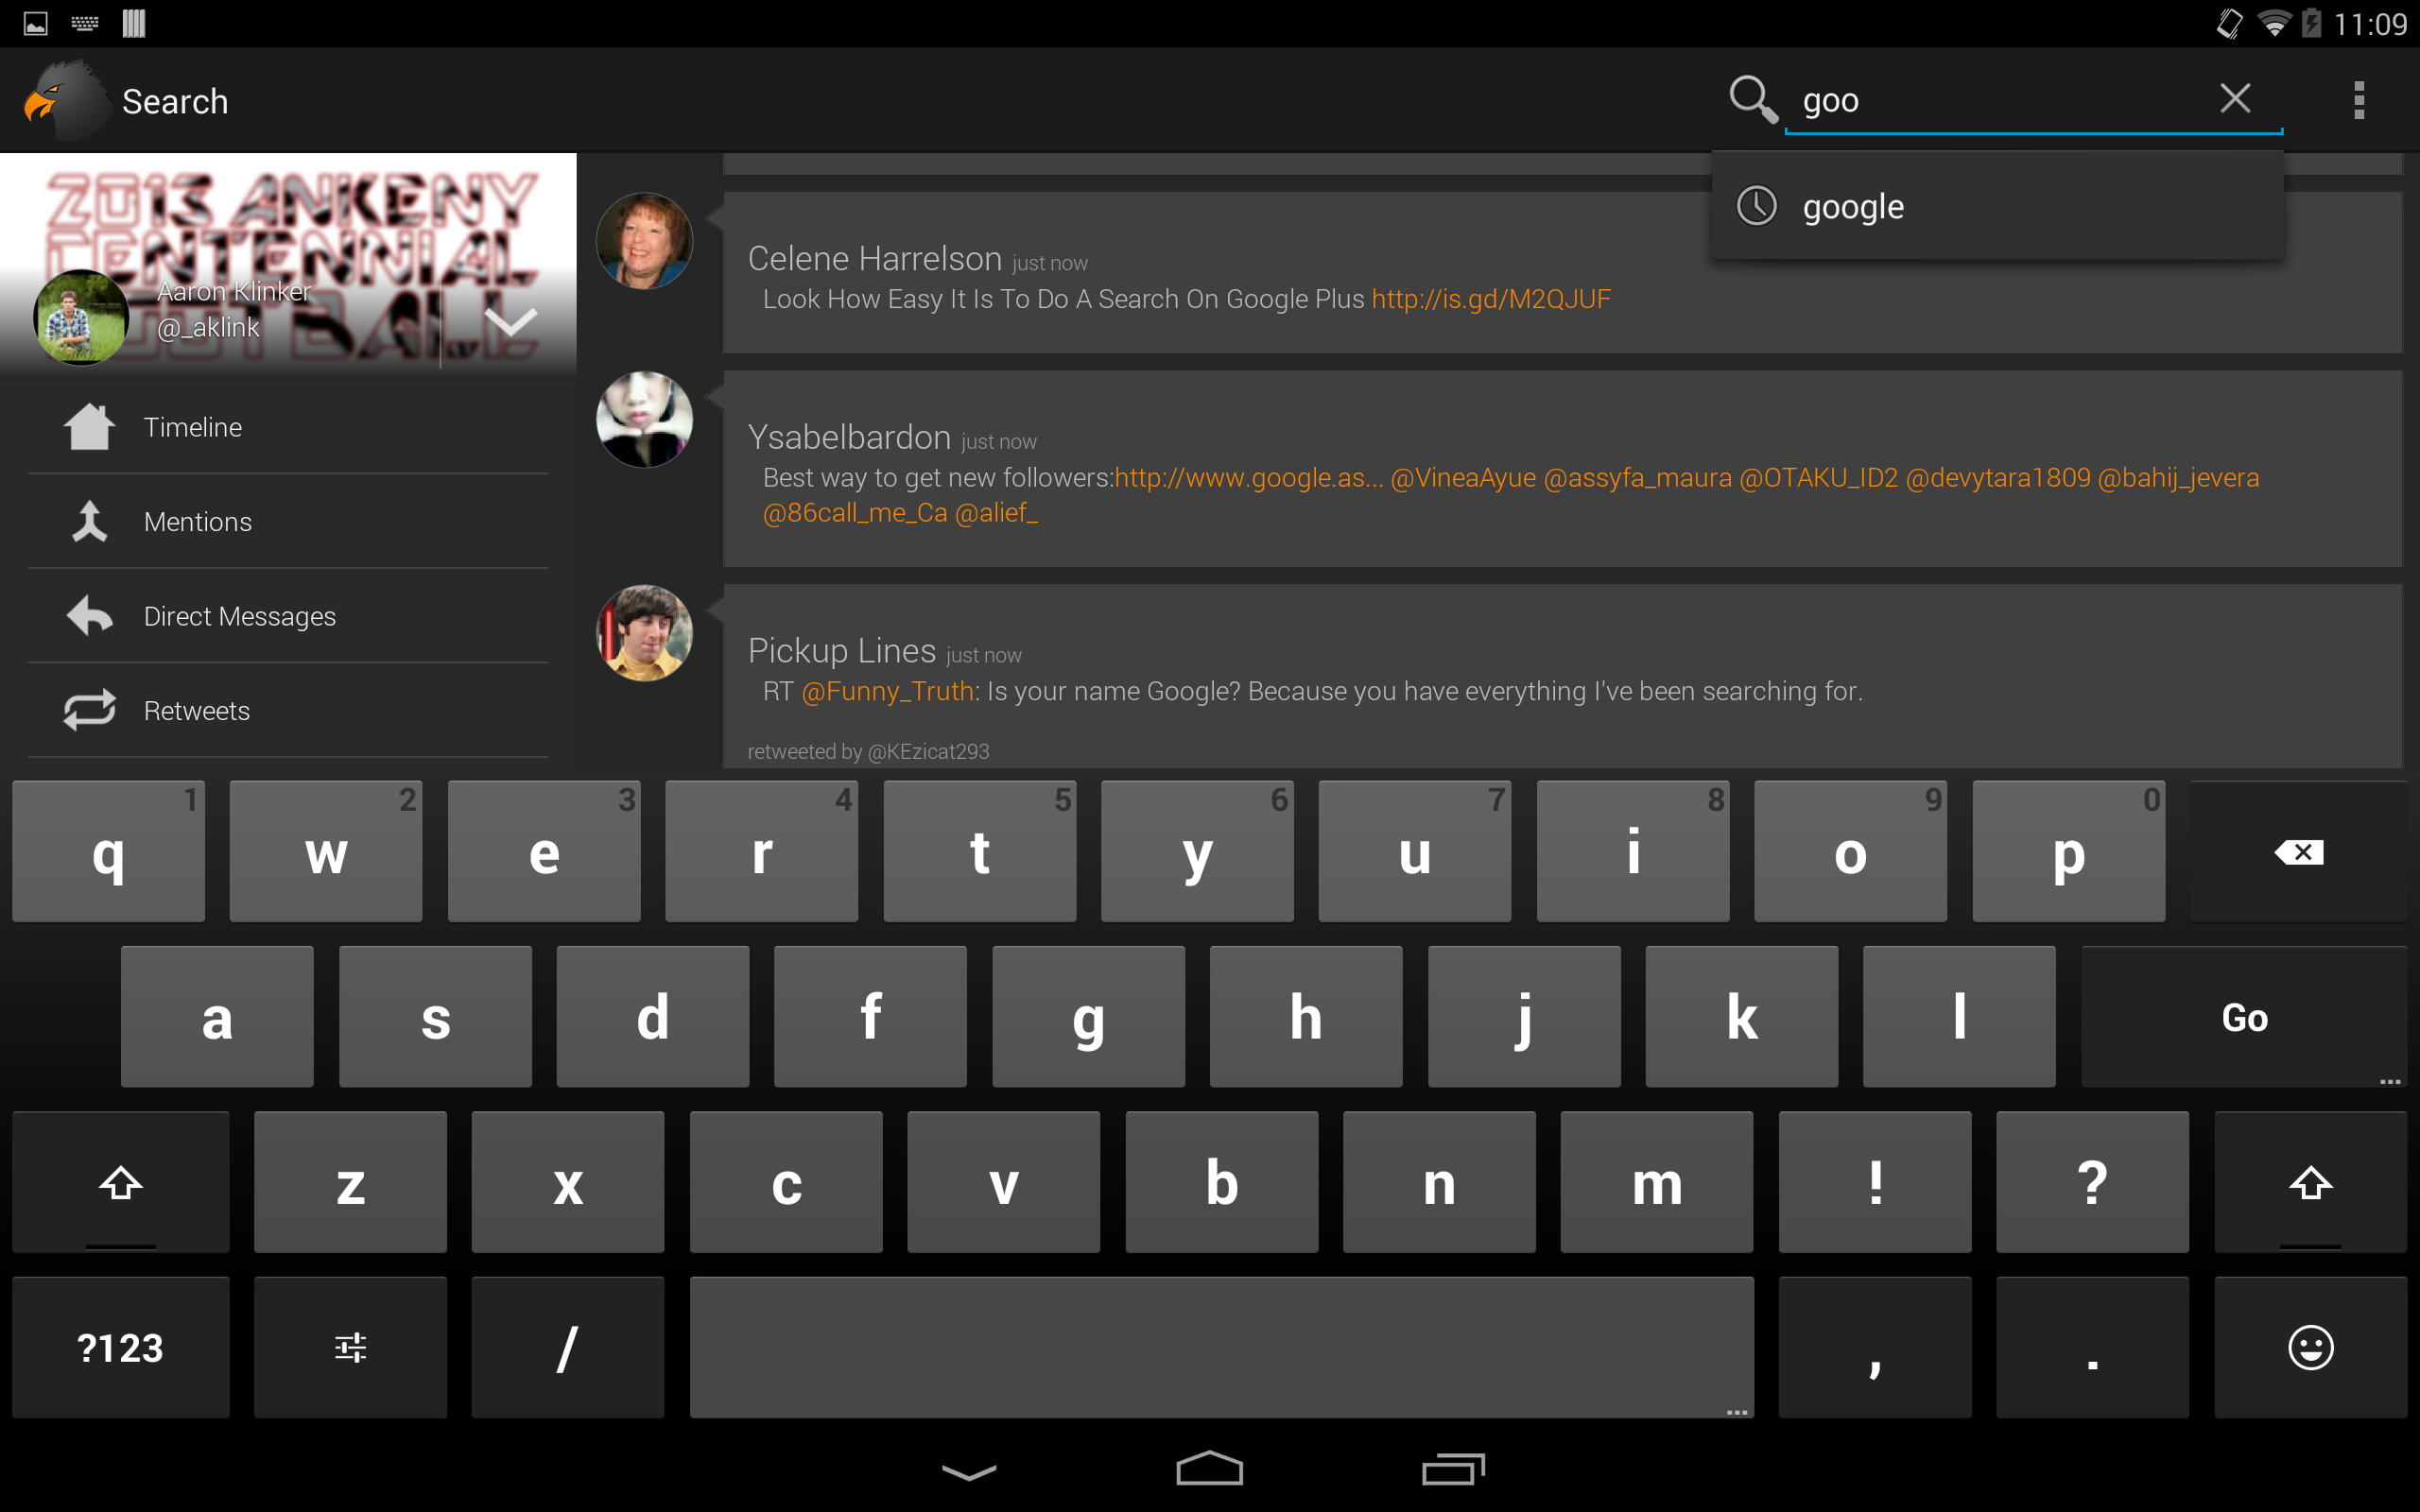 11:09
Search
goo
google
2013 ANKENY
CENTENNIAL
FOOTBALL
Aaron Klinker
@_aklink
Timeline
Mentions
Direct Messages
Retweets
Celene Harrelson just now
Look How Easy It Is To Do A Search On Google Plus http://is.gd/M2QJUF
Ysabelbardon just now
Best way to get new followers:http://www.google.as... @VineaAyue @assyfa_maura @OTAKU_ID2 @devytara1809 @bahij_jevera
@86call_me_Ca @alief_
Pickup Lines just now
RT @Funny_Truth: Is your name Google? Because you have everything I've been searching for.
retweeted by @KEzicat293
1 2 3 4 5 6 7 8 9 0
q w e r t y u i o p
a s d f g h j k l Go
...
z x c v b n m ! ?
?123 / , .
...